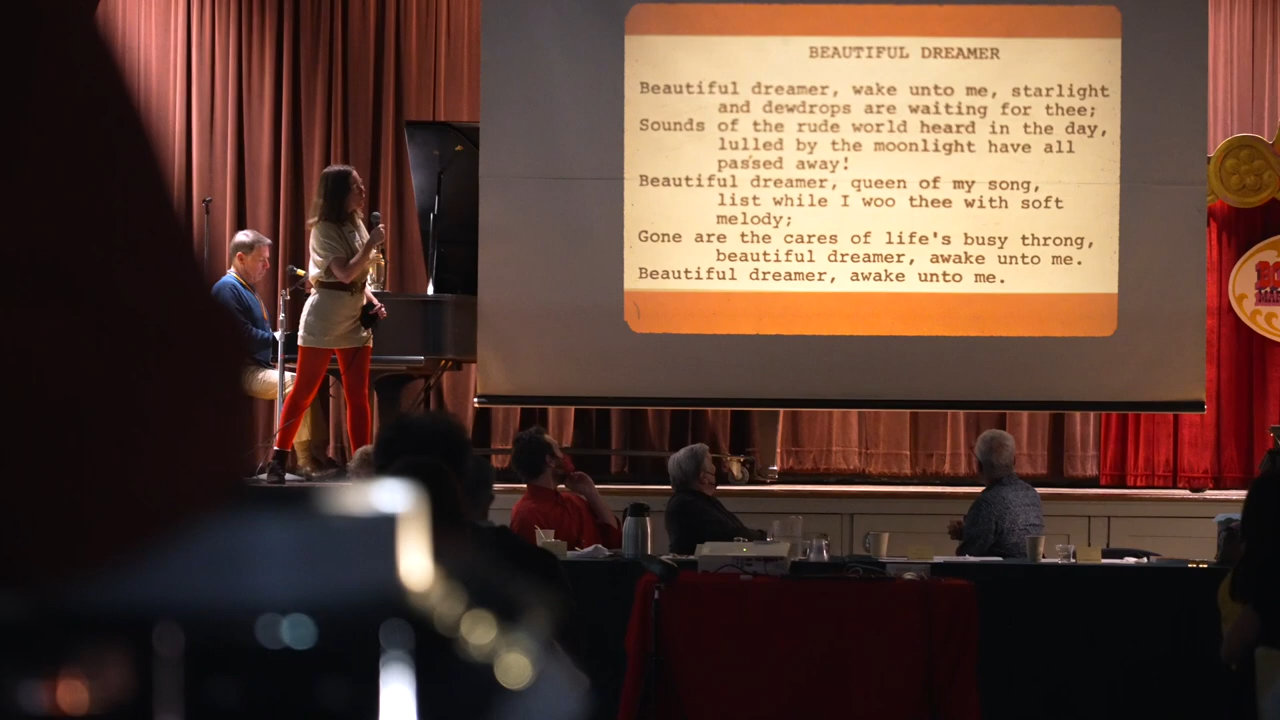 BEAUTIFUL DREAMER
Beautiful dreamer, wake unto me, starlight
and dewdrops are waiting for thee;
Sounds of the rude world heard in the day,
lulled by the moonlight have all
passed away!
Beautiful dreamer, queen of my song,
list while I woo thee with soft
melody;
Gone are the cares of life's busy throng,
beautiful dreamer, awake unto me.
Beautiful dreamer, awake unto me.